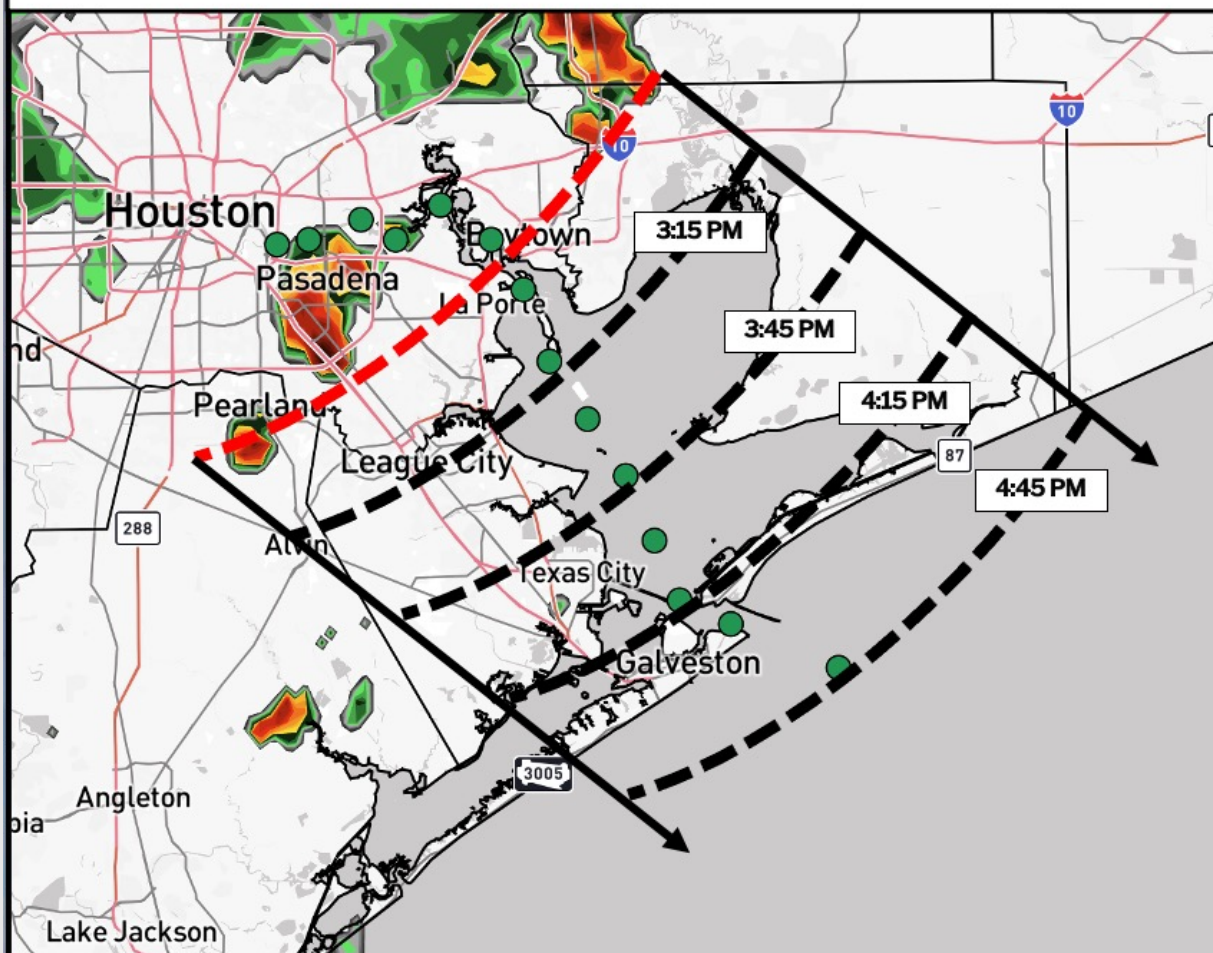 10
10
Houston
Baytown
3:15 PM
Pasadena
La Porte
nd
3:45 PM
Pearland
4:15 PM
League City
87
4:45 PM
288
Alvin
Texas City
Galveston
3005
Angleton
bia
Lake Jackson